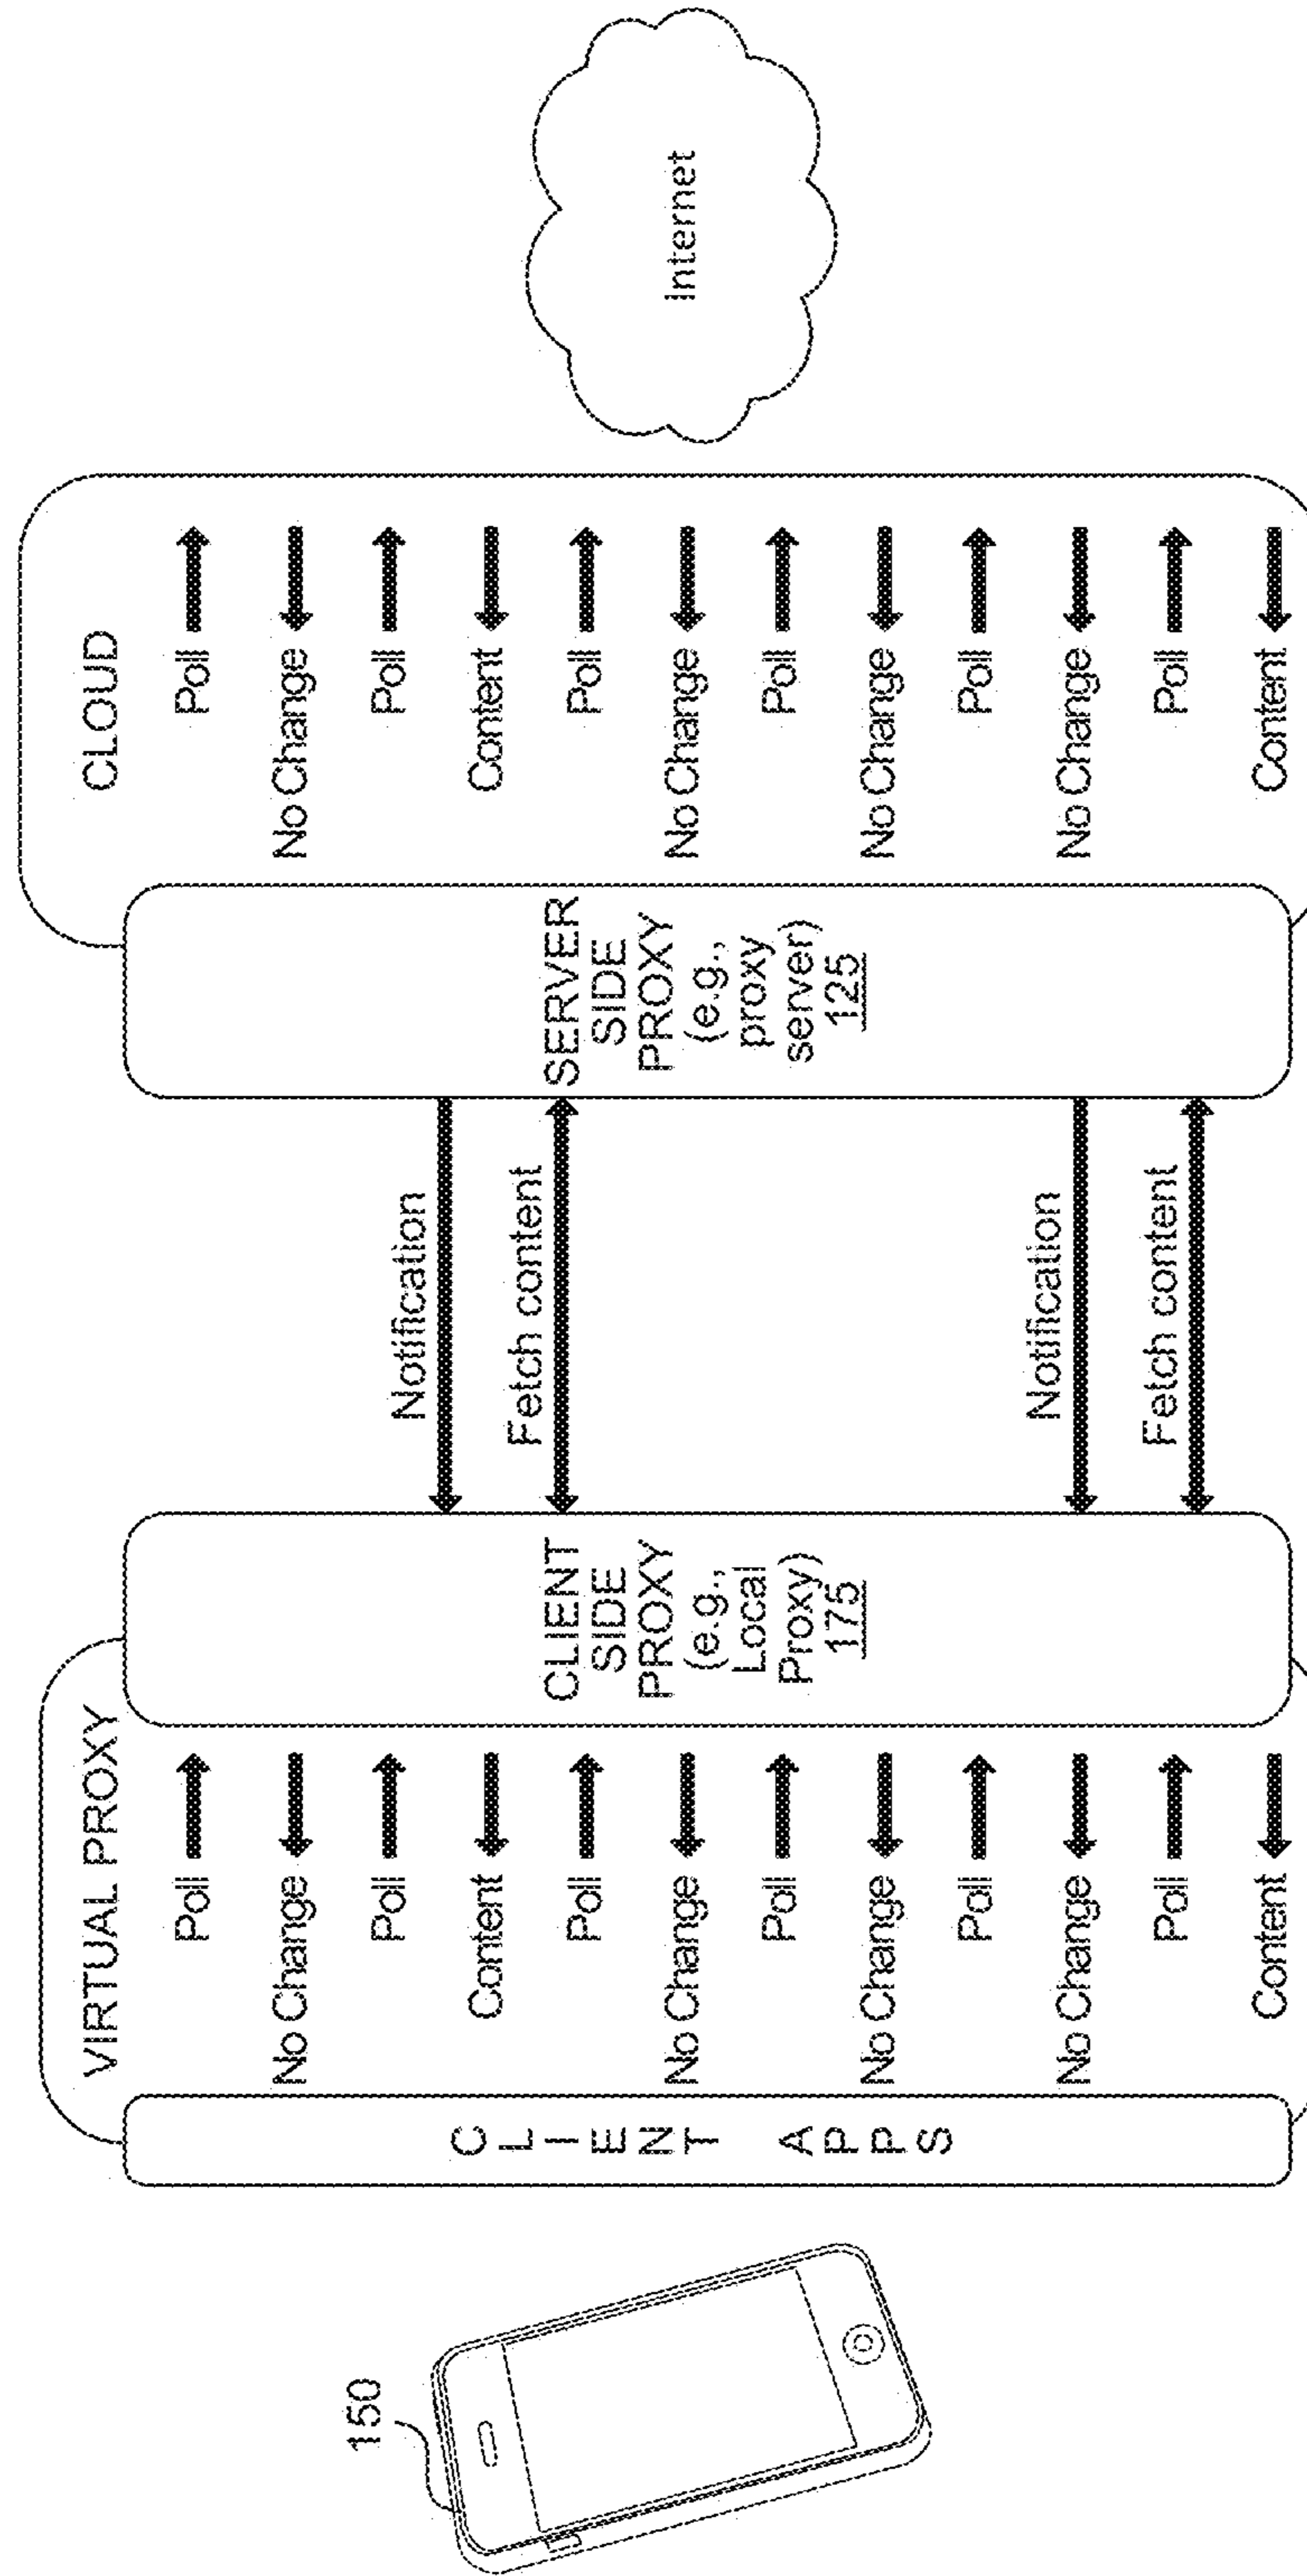 150
CLIENT APPS
VIRTUAL PROXY
Poll
No Change
Poll
Content
Poll
No Change
Poll
No Change
Poll
No Change
Poll
Content
CLIENT
SIDE
PROXY
(e.g.,
Local
Proxy)
175
Notification
Fetch content
Notification
Fetch content
SERVER
SIDE
PROXY
(e.g.,
proxy
server)
125
CLOUD
Poll
No Change
Poll
Content
Poll
No Change
Poll
No Change
Poll
No Change
Poll
Content
Internet